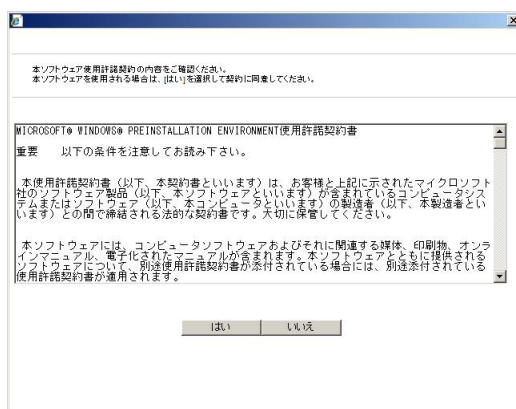 本ソフトウェア使用許諾契約の内容をご確認ください。
本ソフトウェアを使用される場合は、[はい]を選択して契約に同意してください。
MICROSOFT® WINDOWS® PREINSTALLATION ENVIRONMENT使用許諾契約書
重要　以下の条件を注意してお読み下さい。
本使用許諾契約書（以下、本契約書といいます）は、お客様と上記に示されたマイクロソフト
社のソフトウェア製品（以下、本ソフトウェアといいます）が含まれているコンピュータシス
テムまたはソフトウェア（以下、本コンピュータといいます）の製造者（以下、本製造者とい
います）との間で締結される法的な契約書です。大切に保管してください。
本ソフトウェアには、コンピュータソフトウェアおよびそれに関連する媒体、印刷物、オンラ
インマニュアル、電子化されたマニュアルが含まれます。本ソフトウェアとともに提供される
ソフトウェアについて、別途使用許諾契約書が添付されている場合には、別途添付されている
使用許諾契約書が適用されます。
はい
いいえ